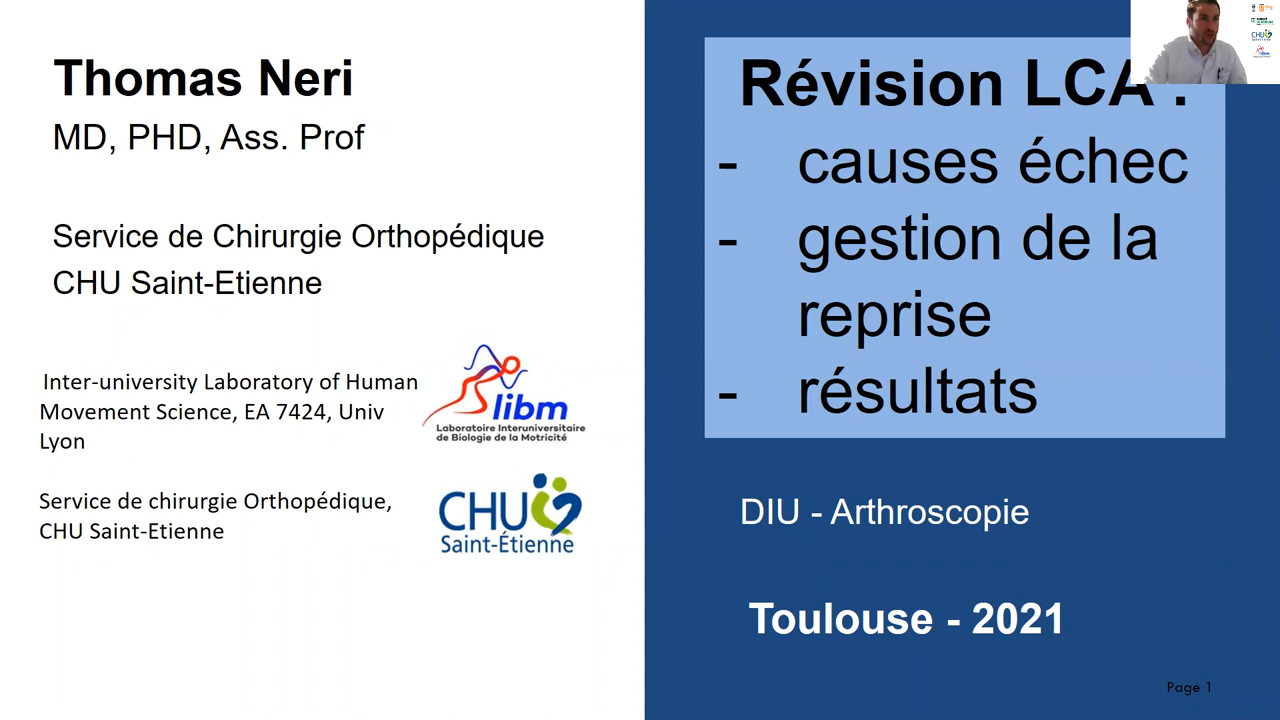 Thomas Neri
MD, PHD, Ass. Prof
Service de Chirurgie Orthopédique
CHU Saint-Etienne
Inter-university Laboratory of Human
Movement Science, EA 7424, Univ
Lyon
libm
Laboratoire Interuniversitaire
de Biologie de la Motricité
Service de chirurgie Orthopédique,
CHU Saint-Etienne
CHU
Saint-Étienne
Révision LCA :
- causes échec
- gestion de la
reprise
- résultats
DIU - Arthroscopie
Toulouse - 2021
Page 1
CHU
libm